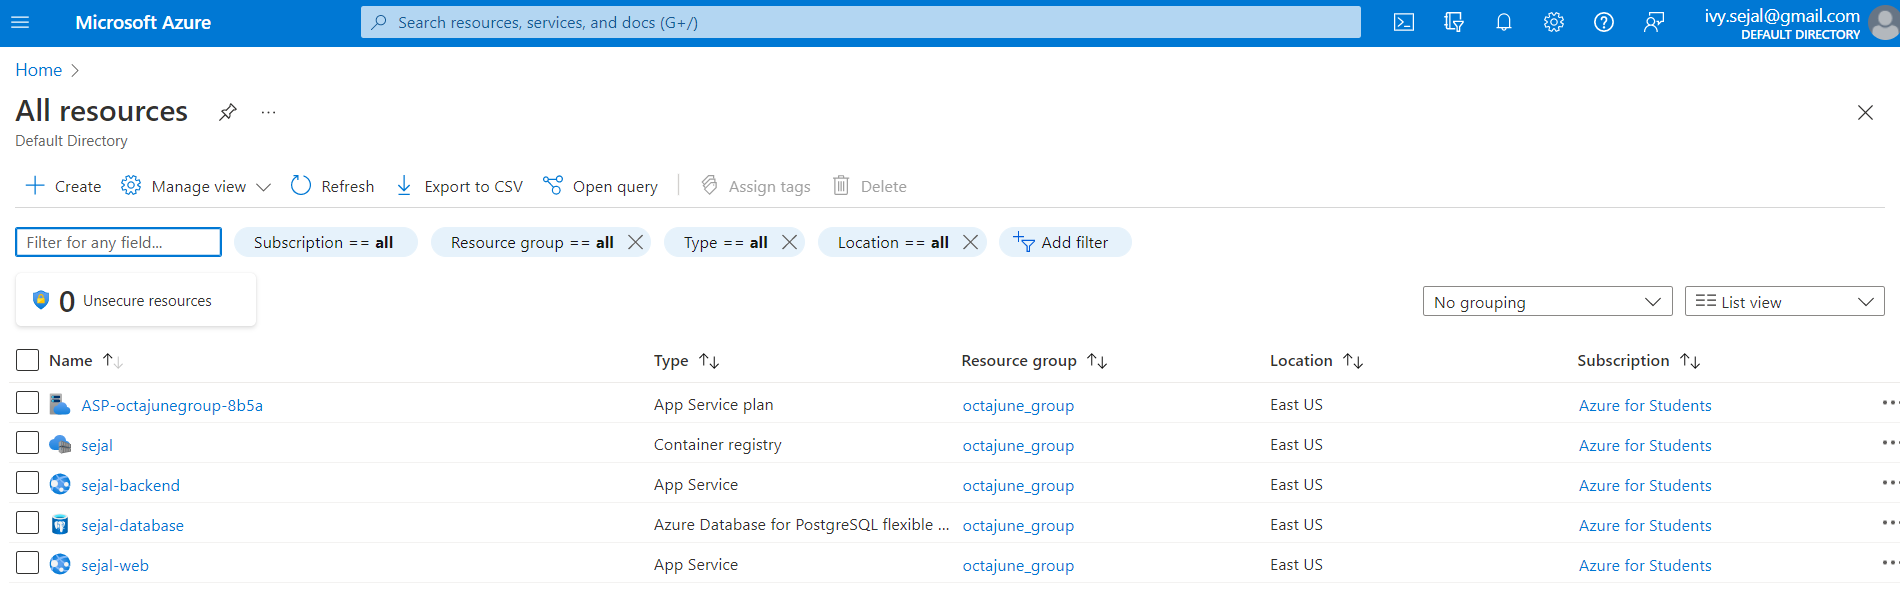 Microsoft Azure
Search resources, services, and docs (G+/)
ivy.sejal@gmail.com
DEFAULT DIRECTORY
Home
All resources
Default Directory
Create Manage view Refresh Export to CSV Open query Assign tags Delete
Filter for any field... Subscription == all Resource group == all Type == all Location == all Add filter
0 Unsecure resources
No grouping List view
Name Type Resource group Location Subscription
ASP-octajunegroup-8b5a App Service plan octajune_group East US Azure for Students
sejal Container registry octajune_group East US Azure for Students
sejal-backend App Service octajune_group East US Azure for Students
sejal-database Azure Database for PostgreSQL flexible ... octajune_group East US Azure for Students
sejal-web App Service octajune_group East US Azure for Students